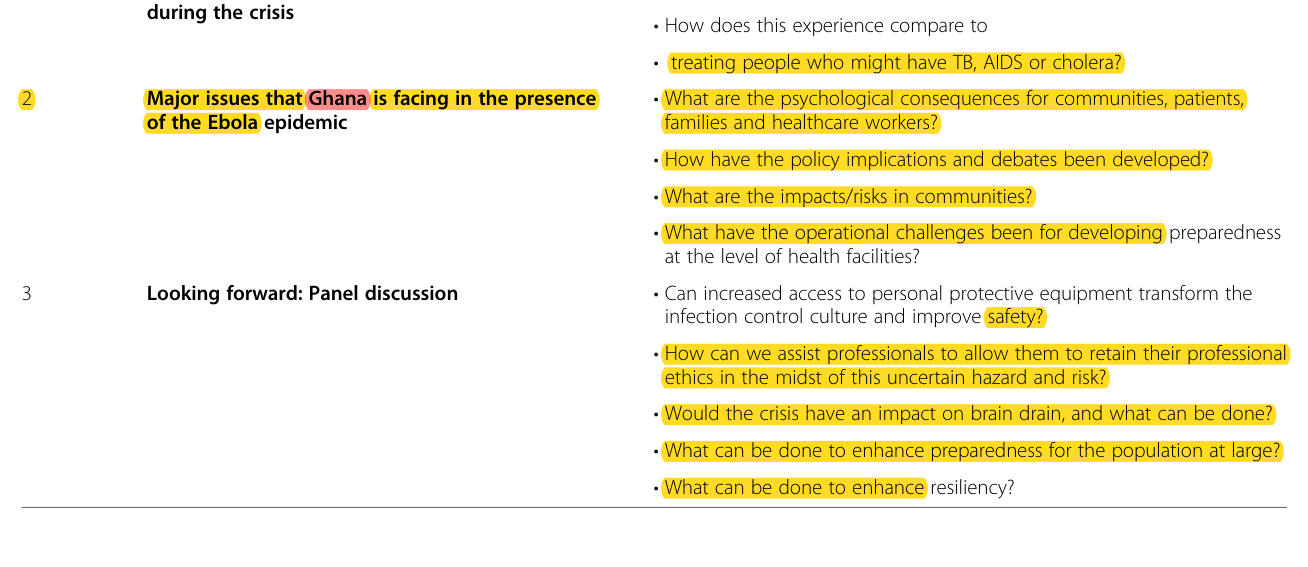 during the crisis
• How does this experience compare to
• treating people who might have TB, AIDS or cholera?
2 Major issues that Ghana is facing in the presence
of the Ebola epidemic
• What are the psychological consequences for communities, patients,
families and healthcare workers?
• How have the policy implications and debates been developed?
• What are the impacts/risks in communities?
• What have the operational challenges been for developing preparedness
at the level of health facilities?
3 Looking forward: Panel discussion
• Can increased access to personal protective equipment transform the
infection control culture and improve safety?
• How can we assist professionals to allow them to retain their professional
ethics in the midst of this uncertain hazard and risk?
• Would the crisis have an impact on brain drain, and what can be done?
• What can be done to enhance preparedness for the population at large?
• What can be done to enhance resiliency?